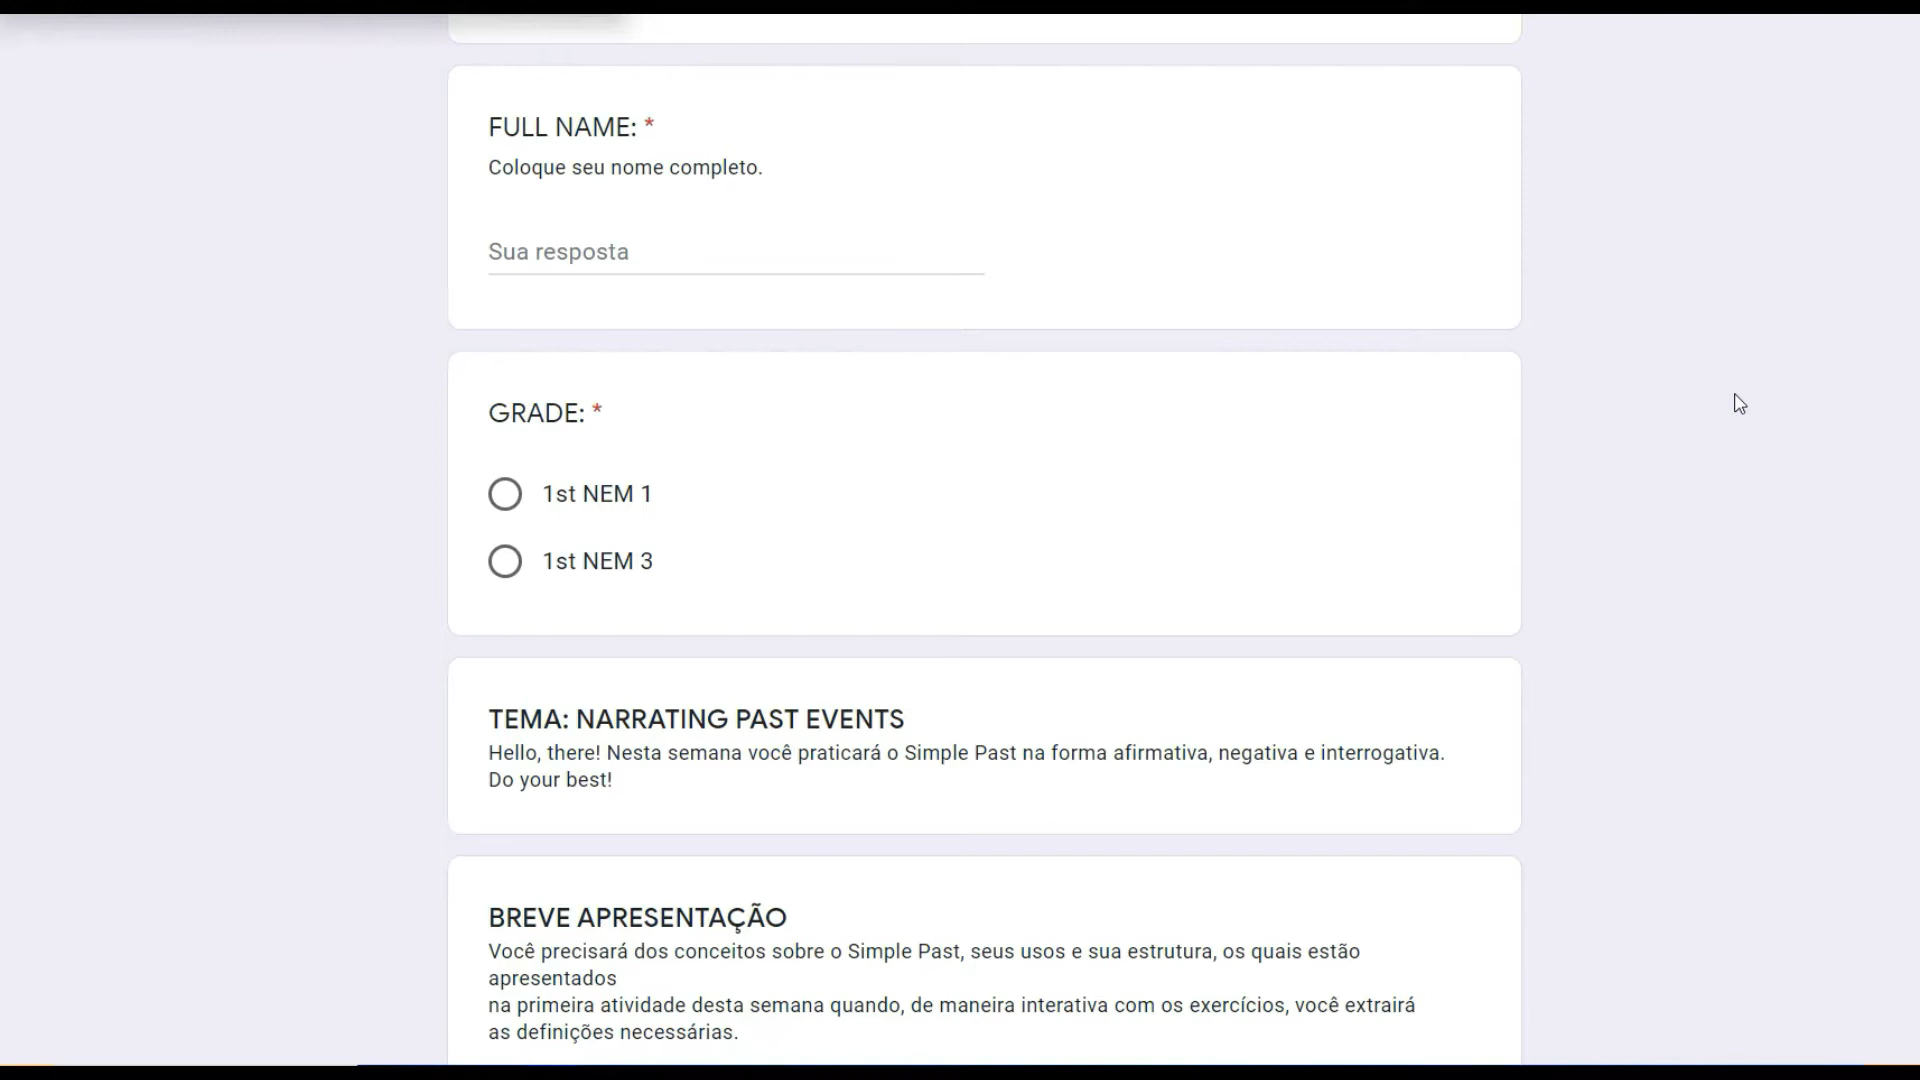 FULL NAME: *
Coloque seu nome completo.
Sua resposta
GRADE: *
1st NEM 1
1st NEM 3
TEMA: NARRATING PAST EVENTS
Hello, there! Nesta semana você praticará o Simple Past na forma afirmativa, negativa e interrogativa.
Do your best!
BREVE APRESENTAÇÃO
Você precisará dos conceitos sobre o Simple Past, seus usos e sua estrutura, os quais estão
apresentados
na primeira atividade desta semana quando, de maneira interativa com os exercícios, você extrairá
as definições necessárias.